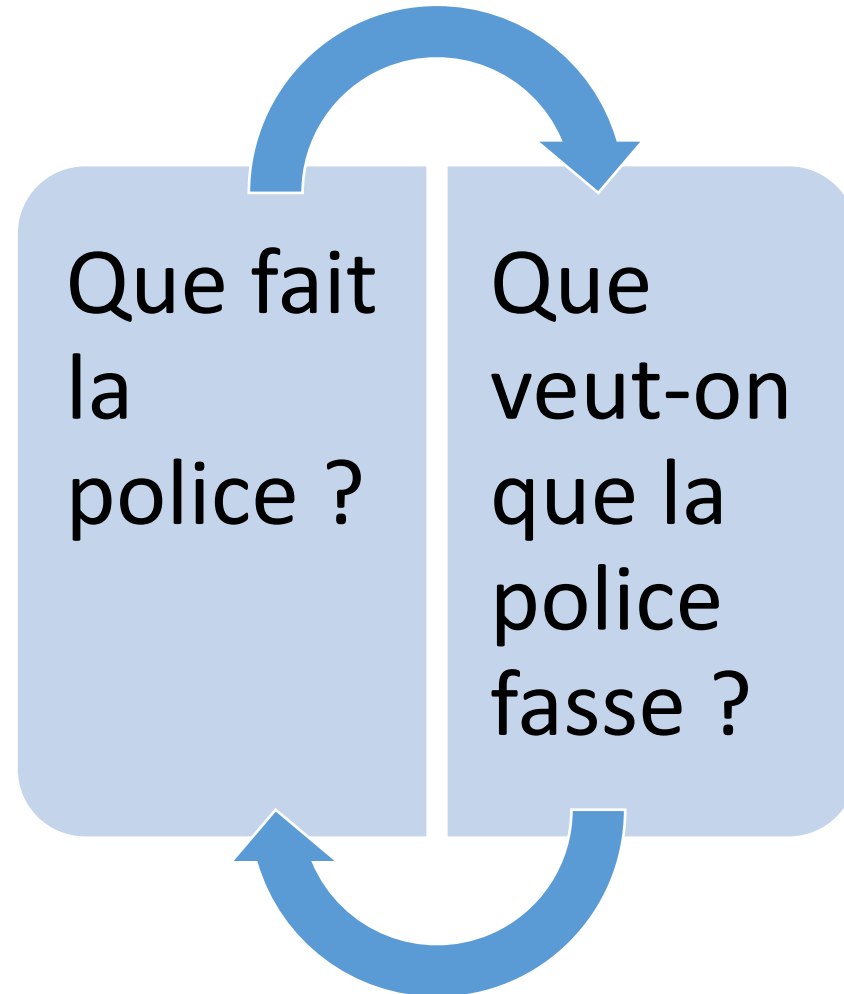 Que fait
la
police ?
Que
veut-on
que la
police
fasse ?